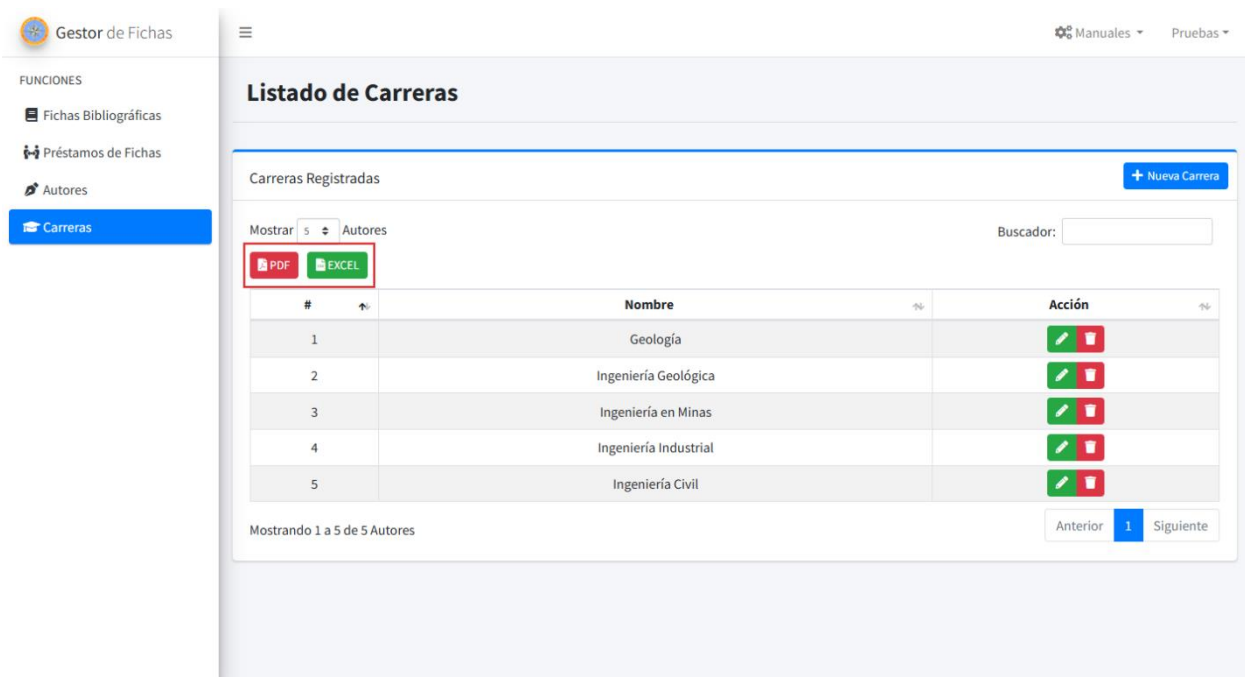 Gestor de Fichas
Manuales
Pruebas
FUNCIONES
Fichas Bibliográficas
Préstamos de Fichas
Autores
Carreras
Listado de Carreras
Carreras Registradas
Nueva Carrera
Mostrar 5 Autores
Buscador:
PDF
EXCEL
# Nombre Acción
1 Geología
2 Ingeniería Geológica
3 Ingeniería en Minas
4 Ingeniería Industrial
5 Ingeniería Civil
Mostrando 1 a 5 de 5 Autores
Anterior 1 Siguiente